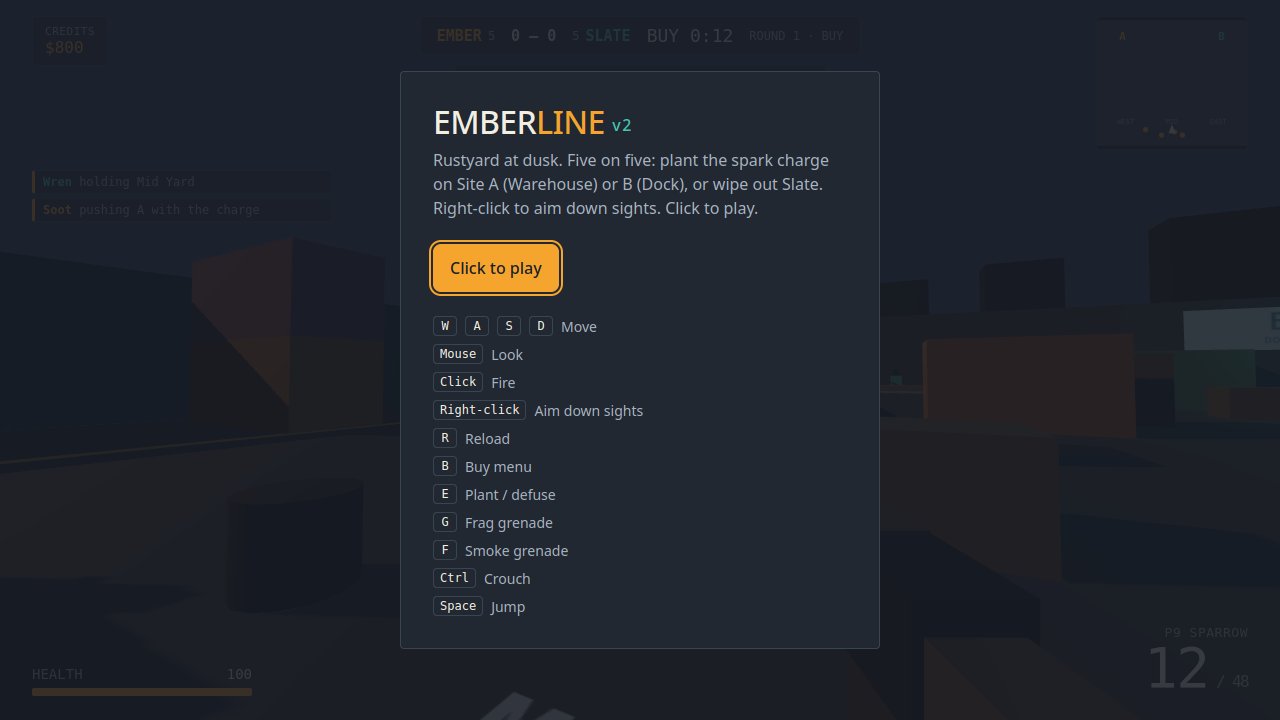 CREDITS
$800
EMBER 5 0 — 0 5 SLATE BUY 0:12 ROUND 1 · BUY
A B
WEST MID EAST
Wren holding Mid Yard
Soot pushing A with the charge
EMBERLINE v2
Rustyard at dusk. Five on five: plant the spark charge
on Site A (Warehouse) or B (Dock), or wipe out Slate.
Right-click to aim down sights. Click to play.
Click to play
W A S D Move
Mouse Look
Click Fire
Right-click Aim down sights
R Reload
B Buy menu
E Plant / defuse
G Frag grenade
F Smoke grenade
Ctrl Crouch
Space Jump
HEALTH 100
P9 SPARROW
12 / 48